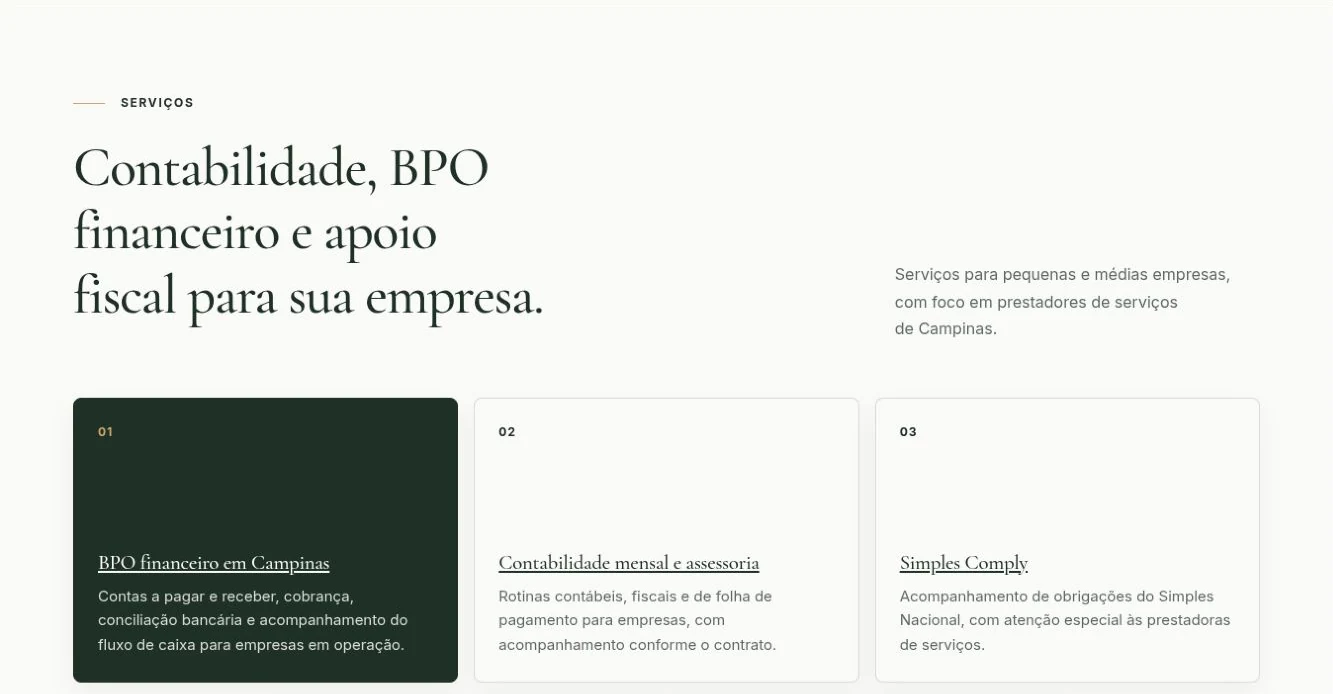 SERVIÇOS
Contabilidade, BPO
financeiro e apoio
fiscal para sua empresa.
Serviços para pequenas e médias empresas,
com foco em prestadores de serviços
de Campinas.
01
BPO financeiro em Campinas
Contas a pagar e receber, cobrança,
conciliação bancária e acompanhamento do
fluxo de caixa para empresas em operação.
02
Contabilidade mensal e assessoria
Rotinas contábeis, fiscais e de folha de
pagamento para empresas, com
acompanhamento conforme o contrato.
03
Simples Comply
Acompanhamento de obrigações do Simples
Nacional, com atenção especial às prestadoras
de serviços.